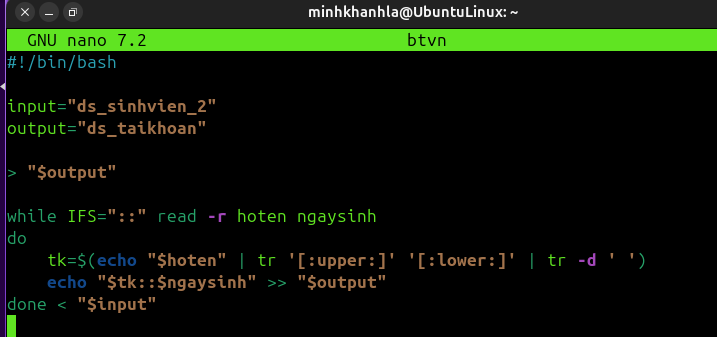 minhkhanhla@UbuntuLinux: ~
GNU nano 7.2 btvn
#!/bin/bash
input="ds_sinhvien_2"
output="ds_taikhoan"
> "$output"
while IFS="::" read -r hoten ngaysinh
do
    tk=$(echo "$hoten" | tr '[:upper:]' '[:lower:]' | tr -d ' ')
    echo "$tk::$ngaysinh" >> "$output"
done < "$input"